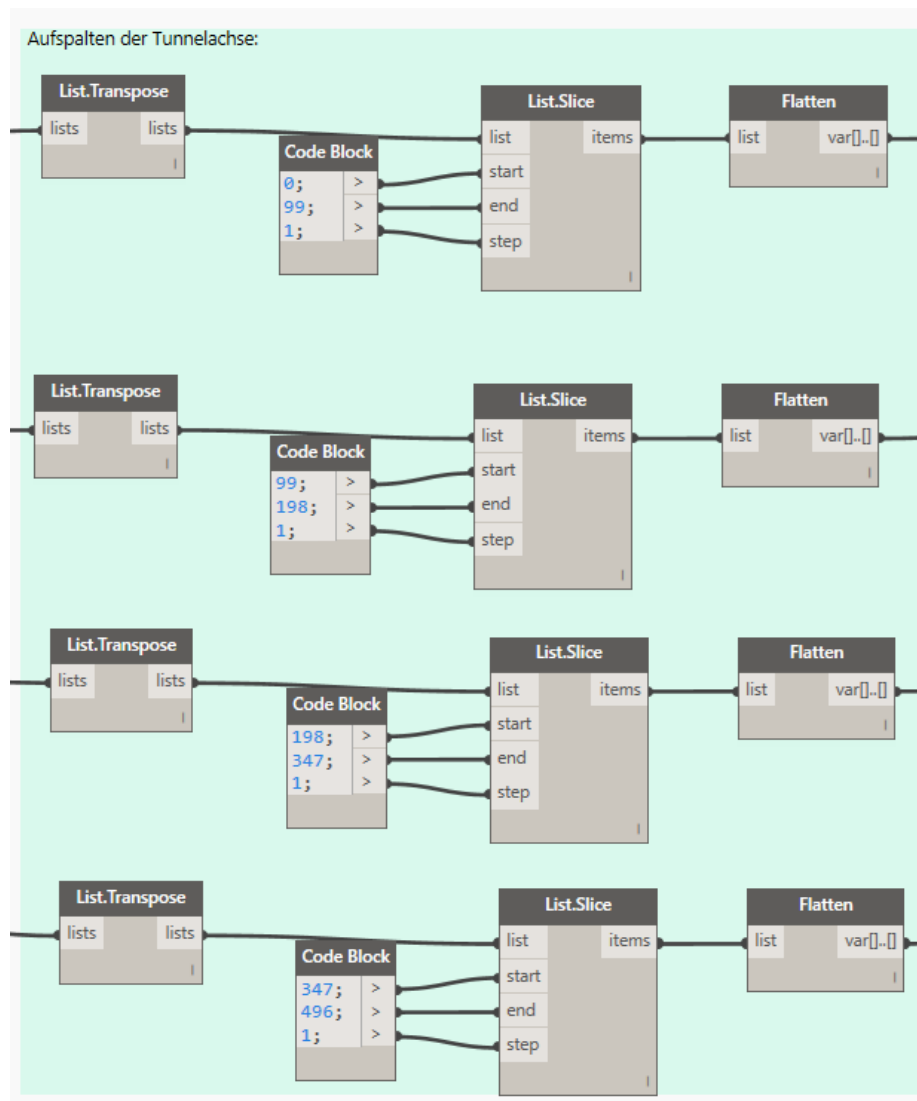 Aufspalten der Tunnelachse:
List.Transpose
lists lists
Code Block
0; >
99; >
1; >
List.Slice
list items
start
end
step
Flatten
list var[]..[]
List.Transpose
lists lists
Code Block
99; >
198; >
1; >
List.Slice
list items
start
end
step
Flatten
list var[]..[]
List.Transpose
lists lists
Code Block
198; >
347; >
1; >
List.Slice
list items
start
end
step
Flatten
list var[]..[]
List.Transpose
lists lists
Code Block
347; >
496; >
1; >
List.Slice
list items
start
end
step
Flatten
list var[]..[]